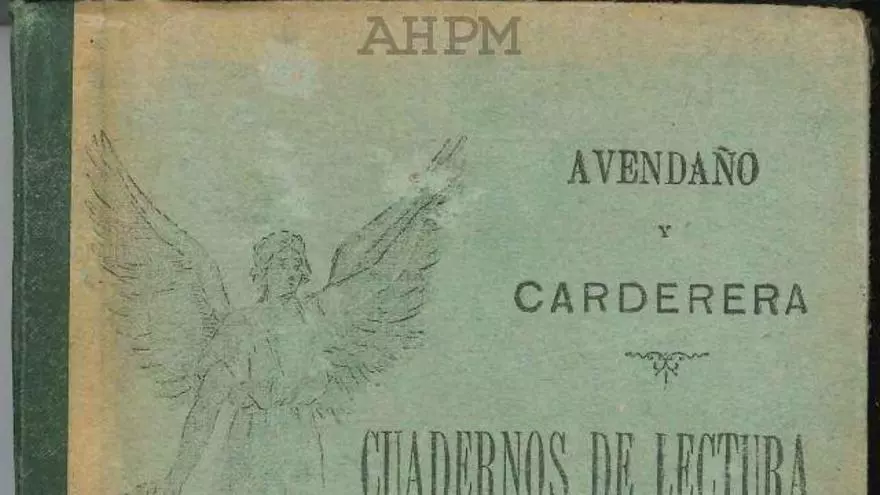 AHPM
AVENDAÑO
Y
CARDERERA
CUADERNOS DE LECTURA